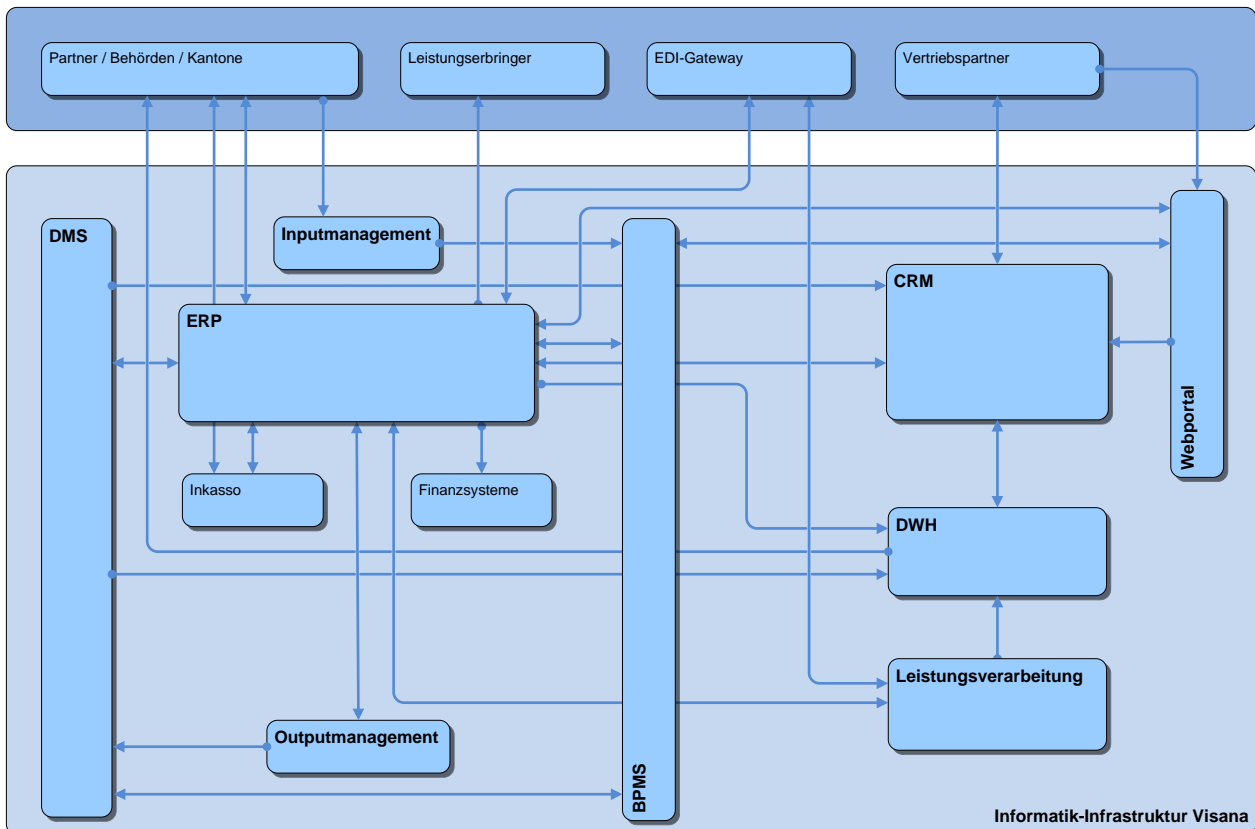 Partner / Behörden / Kantone
Leistungserbringer
EDI-Gateway
Vertriebspartner
DMS
Inputmanagement
CRM
ERP
Webportal
Inkasso
Finanzsysteme
DWH
Leistungsverarbeitung
Outputmanagement
BPMS
Informatik-Infrastruktur Visana